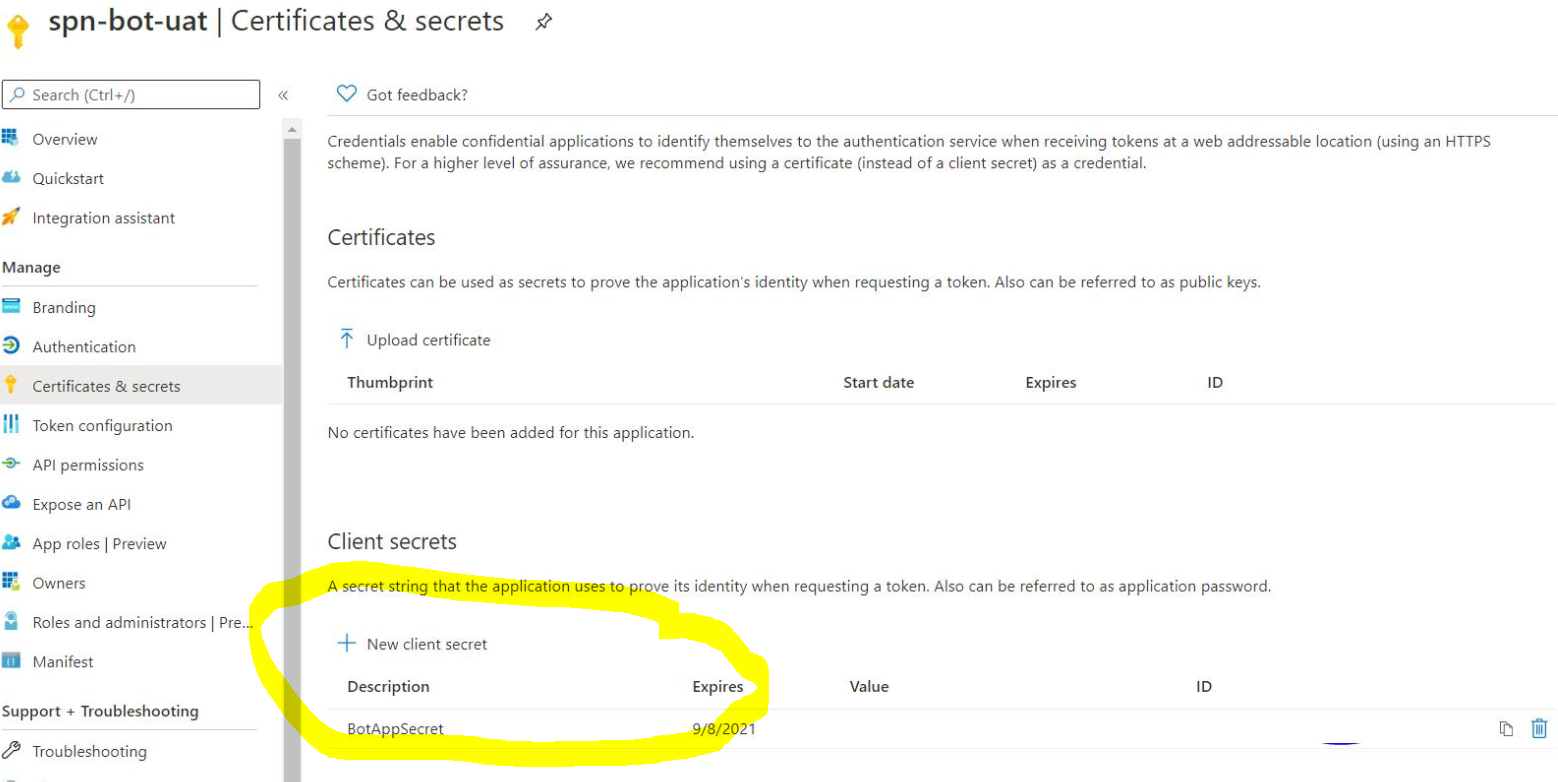 spn-bot-uat | Certificates & secrets
Search (Ctrl+/)
«
Overview
Quickstart
Integration assistant
Manage
Branding
Authentication
Certificates & secrets
Token configuration
API permissions
Expose an API
App roles | Preview
Owners
Roles and administrators | Pre...
Manifest
Support + Troubleshooting
Troubleshooting
Got feedback?
Credentials enable confidential applications to identify themselves to the authentication service when receiving tokens at a web addressable location (using an HTTPS
scheme). For a higher level of assurance, we recommend using a certificate (instead of a client secret) as a credential.
Certificates
Certificates can be used as secrets to prove the application's identity when requesting a token. Also can be referred to as public keys.
Upload certificate
Thumbprint Start date Expires ID
No certificates have been added for this application.
Client secrets
A secret string that the application uses to prove its identity when requesting a token. Also can be referred to as application password.
New client secret
Description Expires Value ID
BotAppSecret 9/8/2021